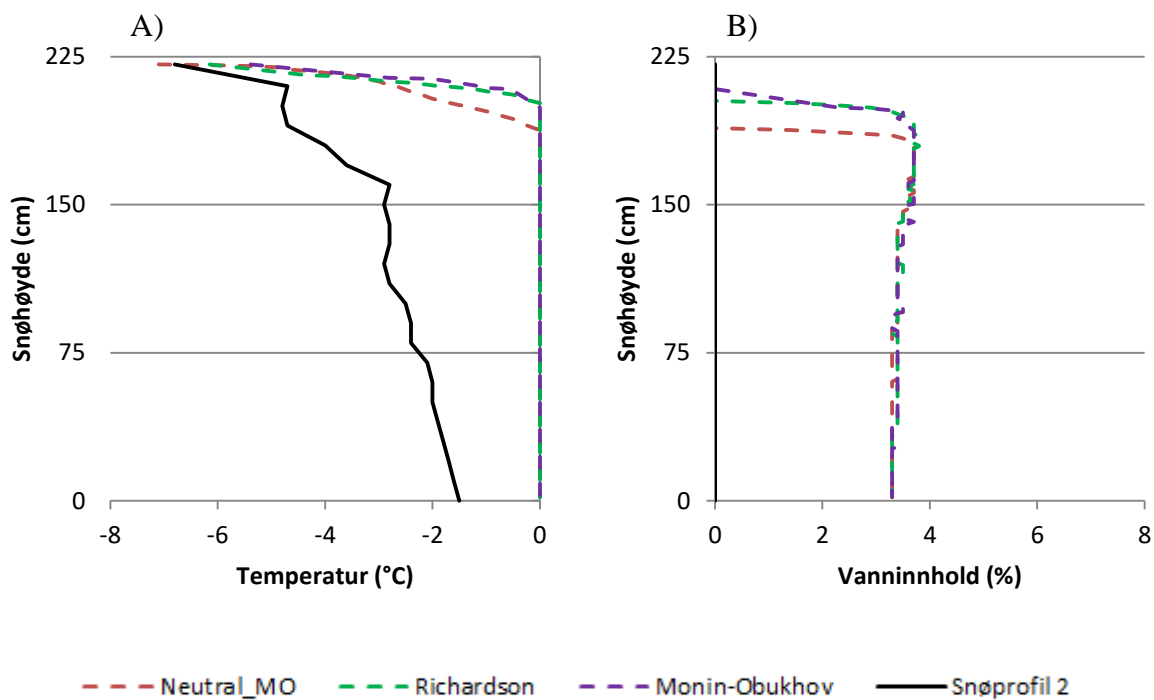 A)
B)
225
150
75
0
Snøhøyde (cm)
-8 -6 -4 -2 0
Temperatur (°C)
225
150
75
0
Snøhøyde (cm)
0 2 4 6 8
Vanninnhold (%)
Neutral_MO Richardson Monin-Obukhov Snøprofil 2